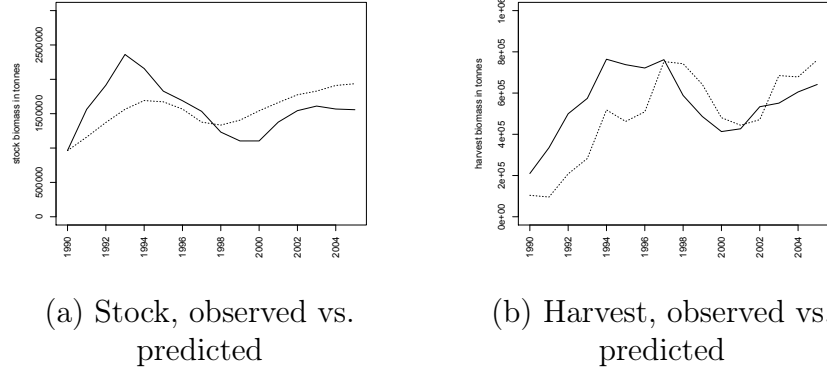 stock biomass in tonnes
0
500000
1500000
2500000
1990
1992
1994
1996
1998
2000
2002
2004
(a) Stock, observed vs.
predicted
harvest biomass in tonnes
0e+00
2e+05
4e+05
6e+05
8e+05
1e+0
1990
1992
1994
1996
1998
2000
2002
2004
(b) Harvest, observed vs
predicted